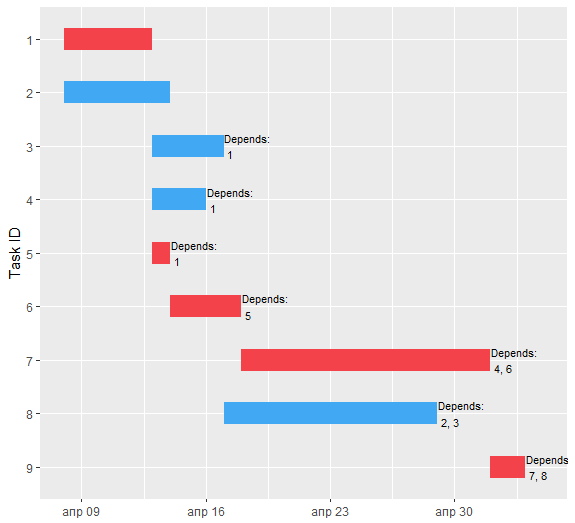 1
2
3
Depends:
1
4
Depends:
1
5
Depends:
1
6
Depends:
5
7
Depends:
4, 6
8
Depends:
2, 3
9
Depends
7, 8
Task ID
апр 09
апр 16
апр 23
апр 30